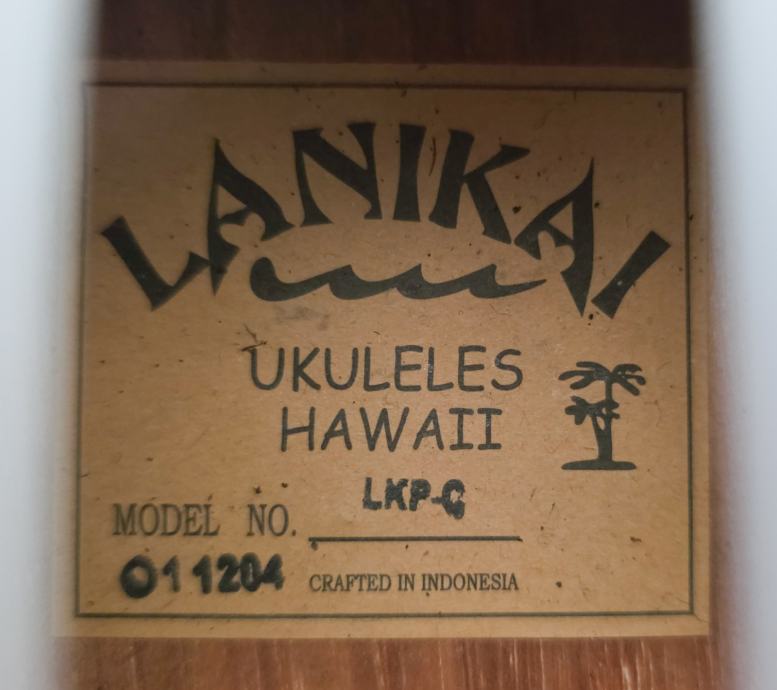 LANIKAI
UKULELES
HAWAII
LKP-C
MODEL NO.
011204 CRAFTED IN INDONESIA